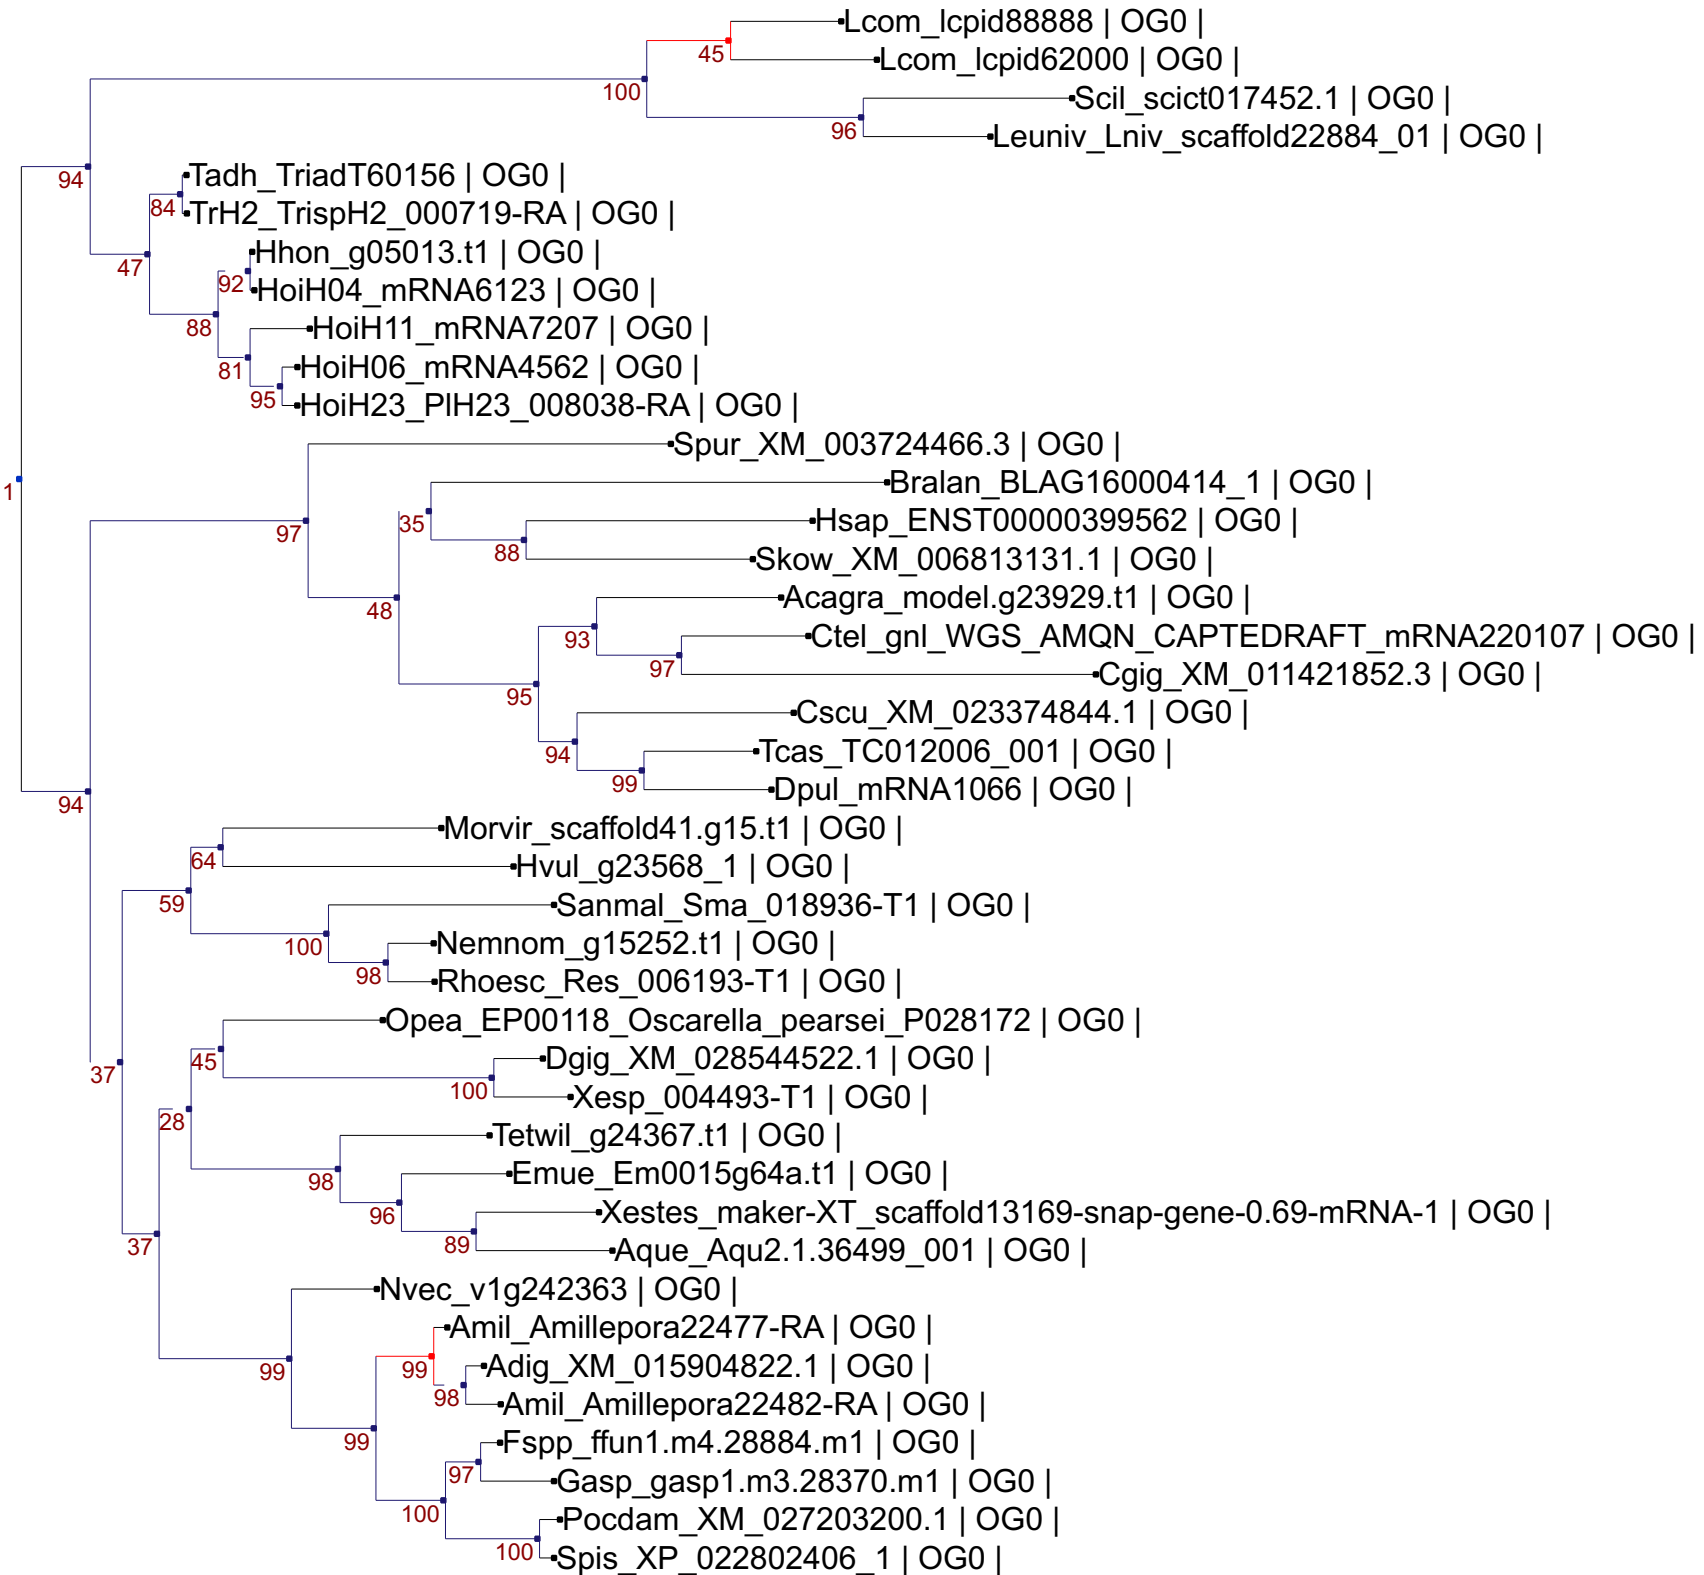 Lcom_lcpid88888 | OG0 |
45
Lcom_lcpid62000 | OG0 |
100
Scil_scict017452.1 | OG0 |
96
Leuniv_Lniv_scaffold22884_01 | OG0 |
94
Tadh_TriadT60156 | OG0 |
84
TrH2_TrispH2_000719-RA | OG0 |
47
Hhon_g05013.t1 | OG0 |
92
HoiH04_mRNA6123 | OG0 |
88
HoiH11_mRNA7207 | OG0 |
81
HoiH06_mRNA4562 | OG0 |
95
HoiH23_PlH23_008038-RA | OG0 |
Spur_XM_003724466.3 | OG0 |
1
Bralan_BLAG16000414_1 | OG0 |
97
35
Hsap_ENST00000399562 | OG0 |
88
Skow_XM_006813131.1 | OG0 |
48
Acagra_model.g23929.t1 | OG0 |
93
Ctel_gnl_WGS_AMQN_CAPTEDRAFT_mRNA220107 | OG0 |
97
Cgig_XM_011421852.3 | OG0 |
95
Cscu_XM_023374844.1 | OG0 |
94
Tcas_TC012006_001 | OG0 |
99
Dpul_mRNA1066 | OG0 |
94
Morvir_scaffold41.g15.t1 | OG0 |
64
Hvul_g23568_1 | OG0 |
59
Sanmal_Sma_018936-T1 | OG0 |
100
Nemnom_g15252.t1 | OG0 |
98
Rhoesc_Res_006193-T1 | OG0 |
Opea_EP00118_Oscarella_pearsei_P028172 | OG0 |
45
37
Dgig_XM_028544522.1 | OG0 |
100
Xesp_004493-T1 | OG0 |
28
Tetwil_g24367.t1 | OG0 |
98
Emue_Em0015g64a.t1 | OG0 |
96
Xestes_maker-XT_scaffold13169-snap-gene-0.69-mRNA-1 | OG0 |
37
89
Aque_Aqu2.1.36499_001 | OG0 |
Nvec_v1g242363 | OG0 |
Amil_Amillepora22477-RA | OG0 |
99
99
Adig_XM_015904822.1 | OG0 |
98
Amil_Amillepora22482-RA | OG0 |
99
Fspp_ffun1.m4.28884.m1 | OG0 |
97
Gasp_gasp1.m3.28370.m1 | OG0 |
100
Pocdam_XM_027203200.1 | OG0 |
100
Spis_XP_022802406_1 | OG0 |